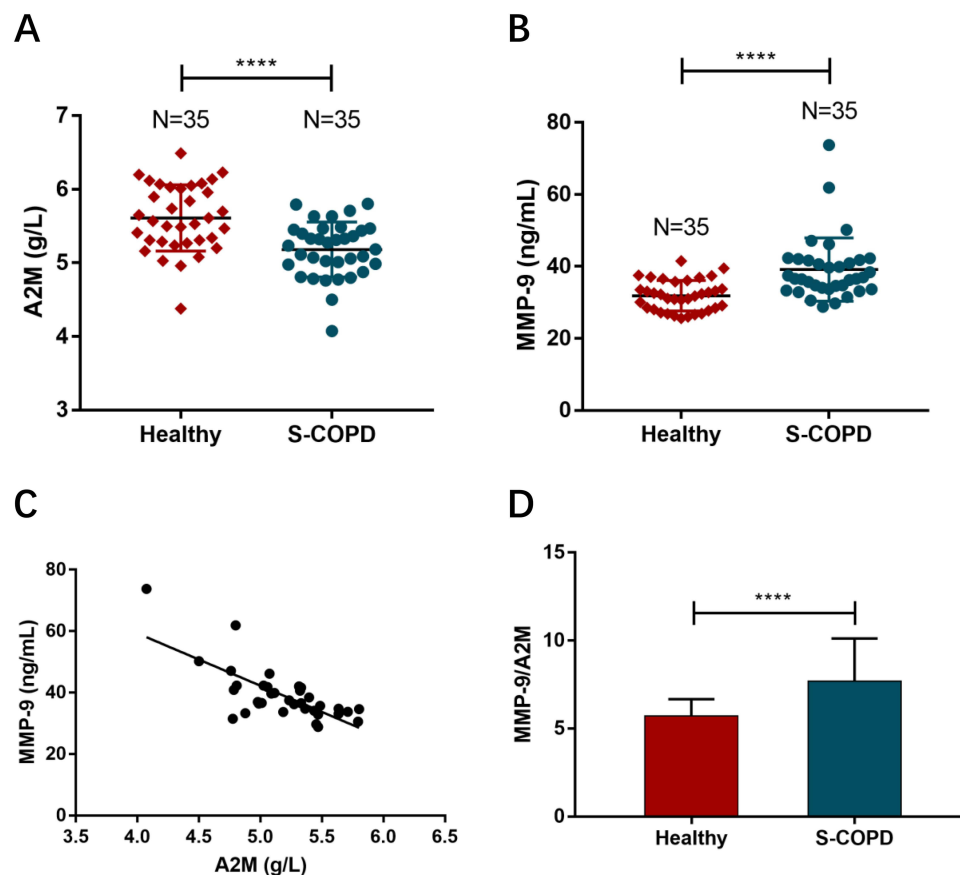 A
****
N=35 N=35
7
6
5
4
3
A2M (g/L)
Healthy S-COPD
B
****
N=35
N=35
80
60
40
20
0
MMP-9 (ng/mL)
Healthy S-COPD
C
80
60
40
20
0
MMP-9 (ng/mL)
3.5 4.0 4.5 5.0 5.5 6.0 6.5
A2M (g/L)
D
****
15
10
5
0
MMP-9/A2M
Healthy S-COPD